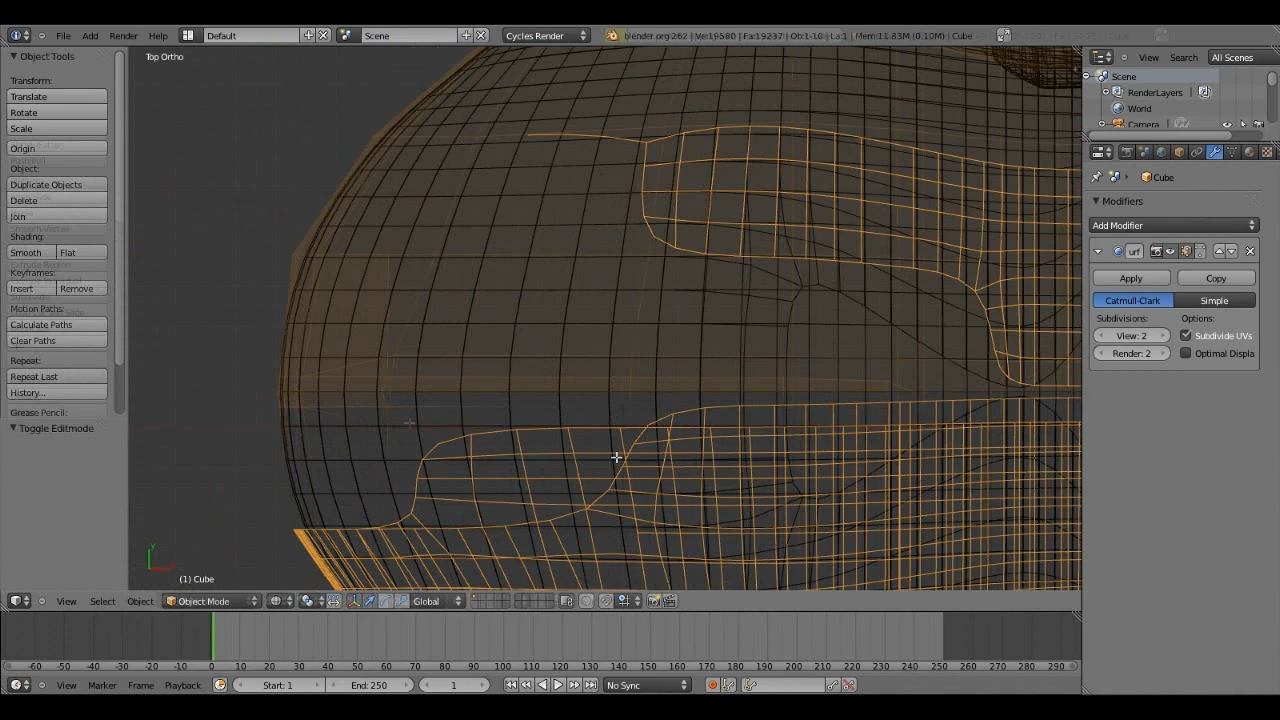 File Add Render Help Default Scene Cycles Render blender.org 262 | Ve:19580 | Fa:19237 | Ob:1-10 | La:1 | Mem:11.83M (0.10M) | Cube
Object Tools
Transform:
Translate
Rotate
Scale
Origin
Object:
Duplicate Objects
Delete
Join
Shading:
Smooth Flat
Keyframes:
Insert Remove
Motion Paths:
Calculate Paths
Clear Paths
Repeat:
Repeat Last
History...
Grease Pencil:
Toggle Editmode
Top Ortho
(1) Cube
View Search All Scenes
Scene
RenderLayers |
World
Camera
Cube
Modifiers
Add Modifier
urf
Apply Copy
Catmull-Clark Simple
Subdivisions: Options:
View: 2 Subdivide UVs
Render: 2 Optimal Displa
View Select Object Object Mode Global
-60 -50 -40 -30 -20 -10 0 10 20 30 40 50 60 70 80 90 100 110 120 130 140 150 160 170 180 190 200 210 220 230 240 250 260 270 280 290
View Marker Frame Playback Start: 1 End: 250 1 No Sync